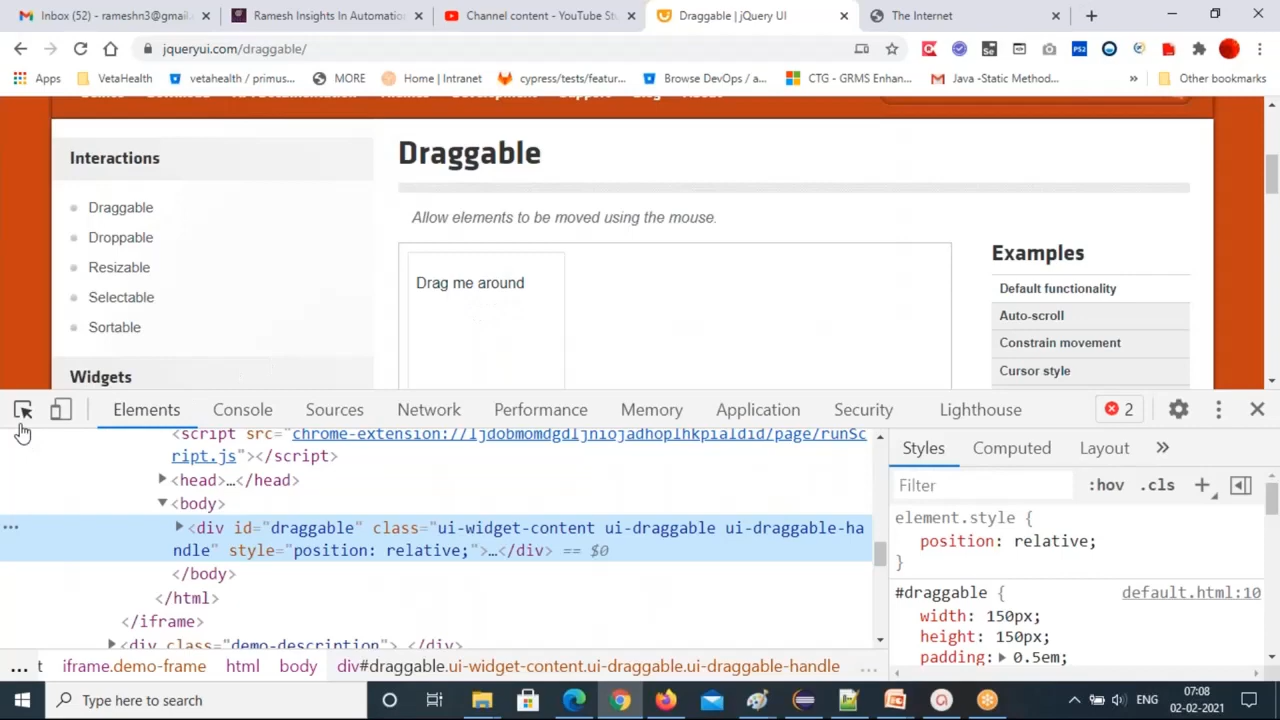 Inbox (52) - rameshn3@gmail.
Ramesh Insights In Automation
Channel content - YouTube St
Draggable | jQuery UI
The Internet
jqueryui.com/draggable/
Apps
VetaHealth
vetahealth / primus...
MORE
Home | Intranet
cypress/tests/featur...
Browse DevOps / a...
CTG - GRMS Enhan...
Java -Static Method...
»
Other bookmarks
Interactions
Draggable
Droppable
Resizable
Selectable
Sortable
Widgets
Draggable
Allow elements to be moved using the mouse.
Drag me around
Examples
Default functionality
Auto-scroll
Constrain movement
Cursor style
Elements
Console
Sources
Network
Performance
Memory
Application
Security
Lighthouse
2
<script src="chrome-extension://ljdobmomdgdljniojadhoplhkpialdid/page/runSc
ript.js"></script>
<head>…</head>
<body>
<div id="draggable" class="ui-widget-content ui-draggable ui-draggable-ha
ndle" style="position: relative;">…</div> == $0
</body>
</html>
</iframe>
<div class="demo-description"> </div>
... t iframe.demo-frame html body div#draggable.ui-widget-content.ui-draggable.ui-draggable-handle ...
Styles
Computed
Layout
»
Filter
:hov .cls +
element.style {
position: relative;
}
#draggable { default.html:10
width: 150px;
height: 150px;
padding: 0.5em;
Type here to search
ENG
07:08
02-02-2021